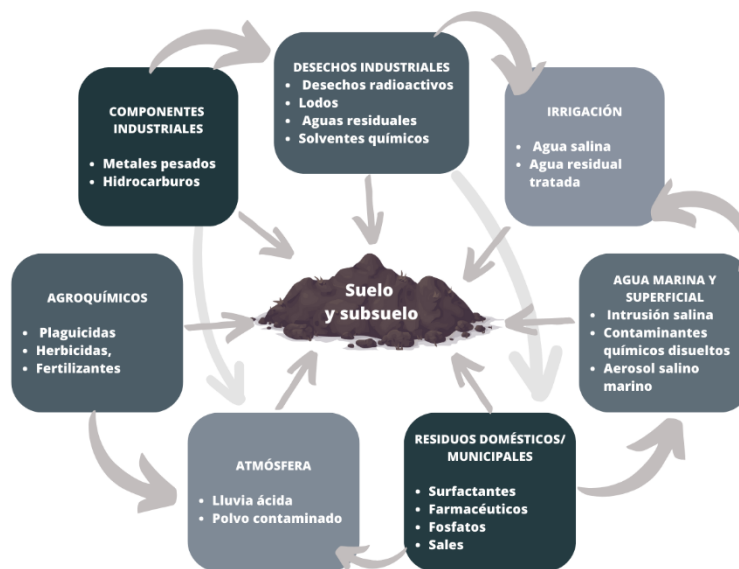 DESECHOS INDUSTRIALES
• Desechos radioactivos
• Lodos
• Aguas residuales
• Solventes químicos
COMPONENTES
INDUSTRIALES
• Metales pesados
• Hidrocarburos
IRRIGACIÓN
• Agua salina
• Agua residual
tratada
Suelo
y subsuelo
AGROQUÍMICOS
• Plaguicidas
• Herbicidas,
• Fertilizantes
AGUA MARINA Y
SUPERFICIAL
• Intrusión salina
• Contaminantes
químicos disueltos
• Aerosol salino
marino
ATMÓSFERA
• Lluvia ácida
• Polvo contaminado
RESIDUOS DOMÉSTICOS/
MUNICIPALES
• Surfactantes
• Farmacéuticos
• Fosfatos
• Sales